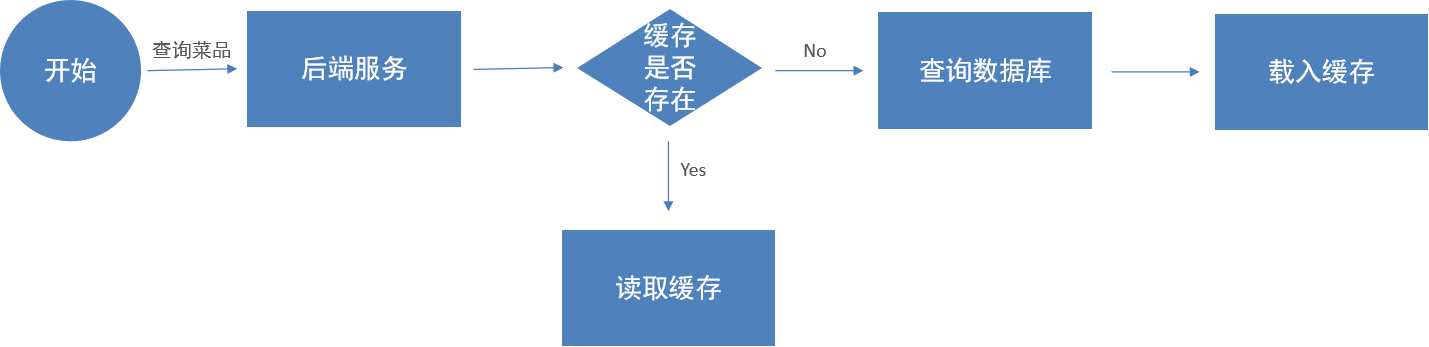 开始
查询菜品
后端服务
缓存
是否
存在
No
查询数据库
载入缓存
Yes
读取缓存